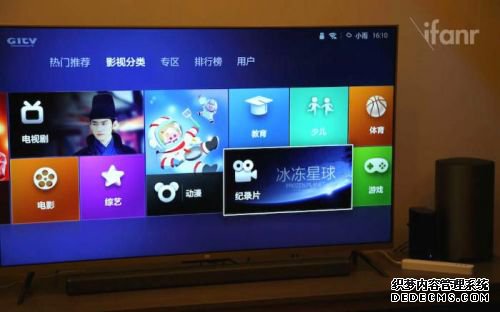 GITV
小雨 16:10
ifanr
热门推荐 影视分类 专区 排行榜 用户
电视剧
教育
少儿
体育
电影
综艺
动漫
纪录片
冰冻星球
FROZEN PLANET
游戏
织梦内容管理系统
DEDECMS.COM